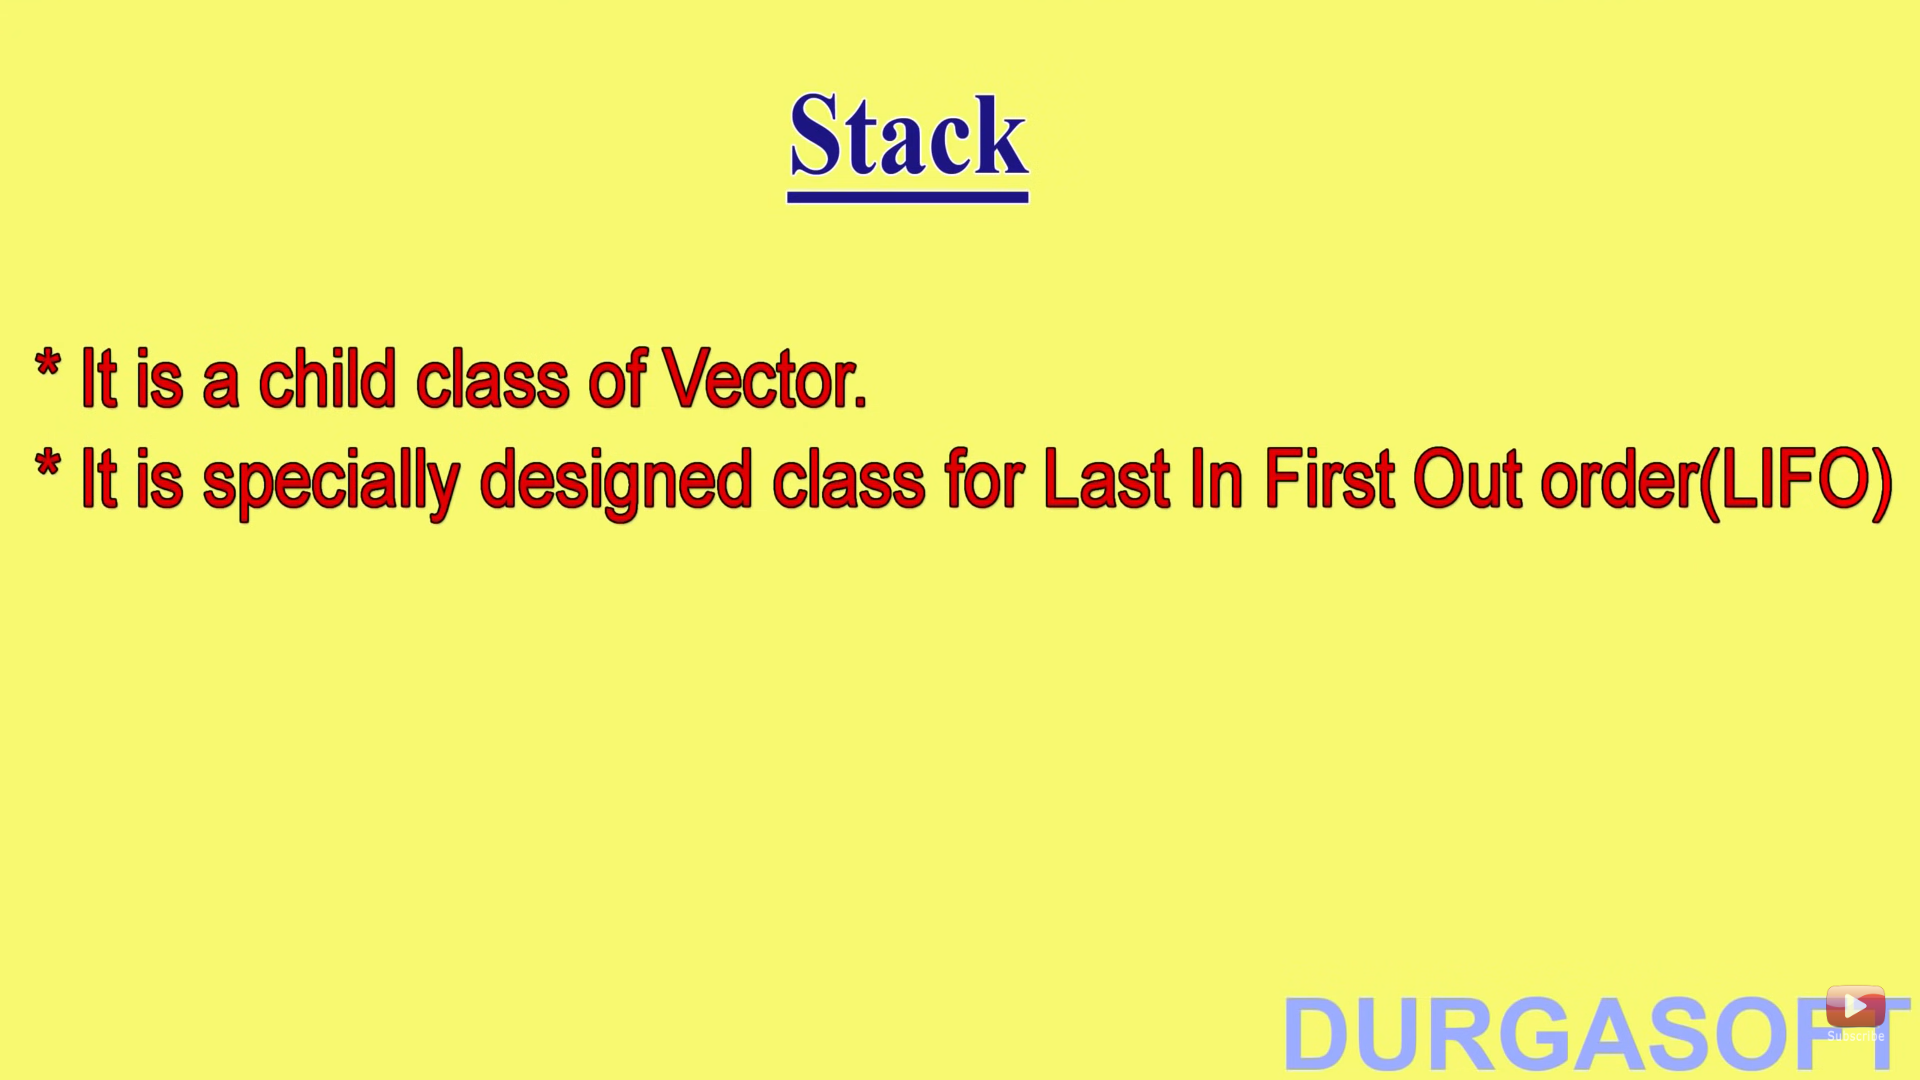 Stack
* It is a child class of Vector.
* It is specially designed class for Last In First Out order(LIFO)
DURGASOFT
Subscribe